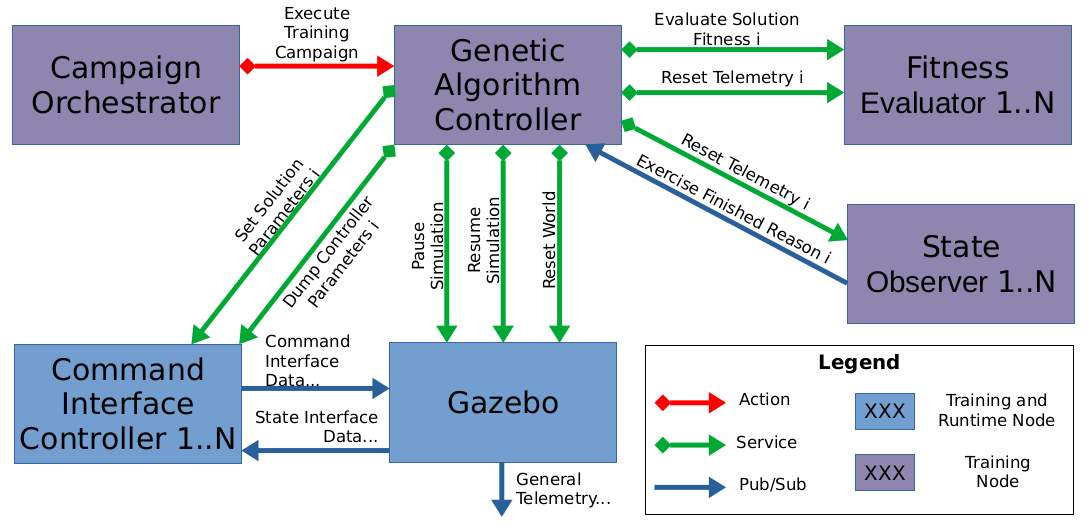 Campaign
Orchestrator
Execute
Training
Campaign
Genetic
Algorithm
Controller
Evaluate Solution
Fitness i
Reset Telemetry i
Fitness
Evaluator 1..N
Reset Telemetry i
Exercise Finished Reason i
State
Observer 1..N
Set Solution
Parameters i
Dump Controller
Parameters i
Pause
Simulation
Resume
Simulation
Reset World
Command
Interface
Controller 1..N
Command
Interface
Data...
State Interface
Data...
Gazebo
General
Telemetry...
Legend
Action
Service
Pub/Sub
XXX
Training and
Runtime Node
XXX
Training
Node